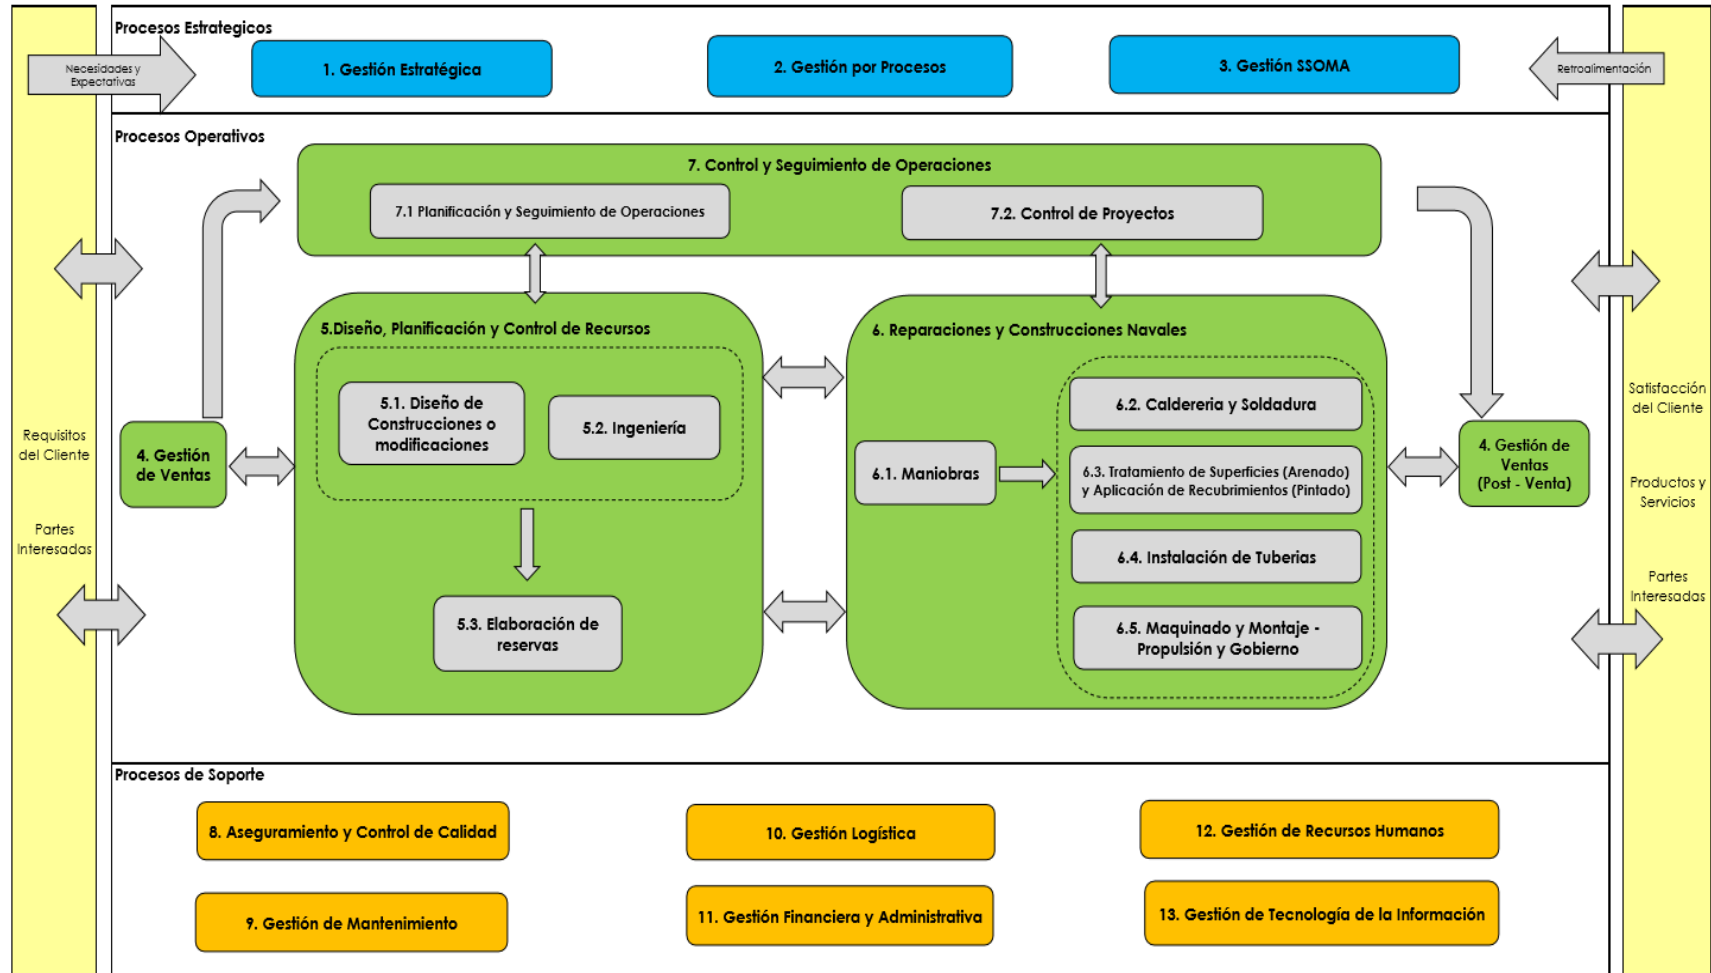 Procesos Estrategicos
Necesidades y
Expectativas
1. Gestión Estratégica
2. Gestión por Procesos
3. Gestión SSOMA
Retroalimentación
Procesos Operativos
7. Control y Seguimiento de Operaciones
7.1 Planificación y Seguimiento de Operaciones
7.2. Control de Proyectos
5.Diseño, Planificación y Control de Recursos
5.1. Diseño de
Construcciones o
modificaciones
5.2. Ingeniería
5.3. Elaboración de
reservas
6. Reparaciones y Construcciones Navales
6.1. Maniobras
6.2. Caldereria y Soldadura
6.3. Tratamiento de Superficies (Arenado)
y Aplicación de Recubrimientos (Pintado)
6.4. Instalación de Tuberias
6.5. Maquinado y Montaje -
Propulsión y Gobierno
Requisitos
del Cliente
Partes
Interesadas
4. Gestión
de Ventas
4. Gestión de
Ventas
(Post - Venta)
Satisfacción
del Cliente
Productos y
Servicios
Partes
Interesadas
Procesos de Soporte
8. Aseguramiento y Control de Calidad
10. Gestión Logística
12. Gestión de Recursos Humanos
9. Gestión de Mantenimiento
11. Gestión Financiera y Administrativa
13. Gestión de Tecnología de la Información